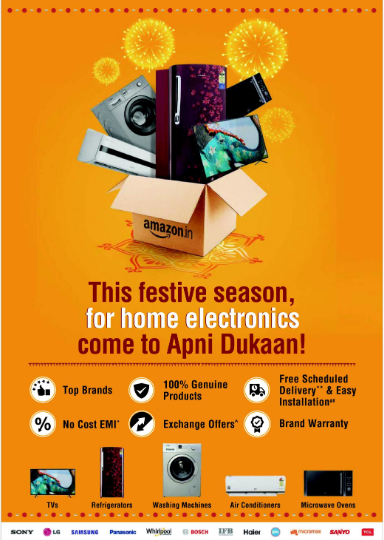 amazon.in
This festive season,
for home electronics
come to Apni Dukaan!
Top Brands
100% Genuine
Products
Free Scheduled
Delivery** & Easy
Installation##
No Cost EMI*
Exchange Offers^
Brand Warranty
TVs
Refrigerators
Washing Machines
Air Conditioners
Microwave Ovens
SONY LG SAMSUNG Panasonic Whirlpool BOSCH IFB Haier micromax SANYO TCL